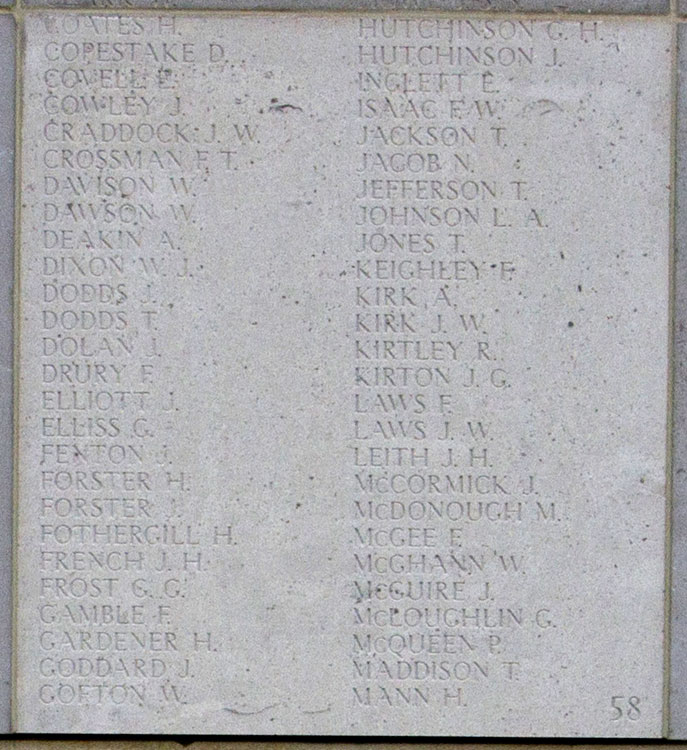 COATES H.
COPESTAKE D.
COVELL E.
COWLEY J.
CRADDOCK J. W.
CROSSMAN F. T.
DAVISON W.
DAWSON W.
DEAKIN A.
DIXON W. J.
DODDS J.
DODDS T.
DOLAN J.
DRURY F.
ELLIOTT J.
ELLISS G.
FENTON J.
FORSTER H.
FORSTER J.
FOTHERGILL H.
FRENCH J. H.
FROST G. G.
GAMBLE F.
GARDENER H.
GODDARD J.
GOFTON W.
HUTCHINSON G. H.
HUTCHINSON J.
INGLETT E.
ISAAC F. W.
JACKSON T.
JACOB N.
JEFFERSON T.
JOHNSON L. A.
JONES T.
KEIGHLEY F.
KIRK A.
KIRK J. W.
KIRTLEY R.
KIRTON J. G.
LAWS F.
LAWS J. W.
LEITH J. H.
McCORMICK J.
McDONOUGH M.
McGEE F.
McGHANN W.
McGUIRE J.
McLOUGHLIN G.
McQUEEN P.
MADDISON T.
MANN H.
58